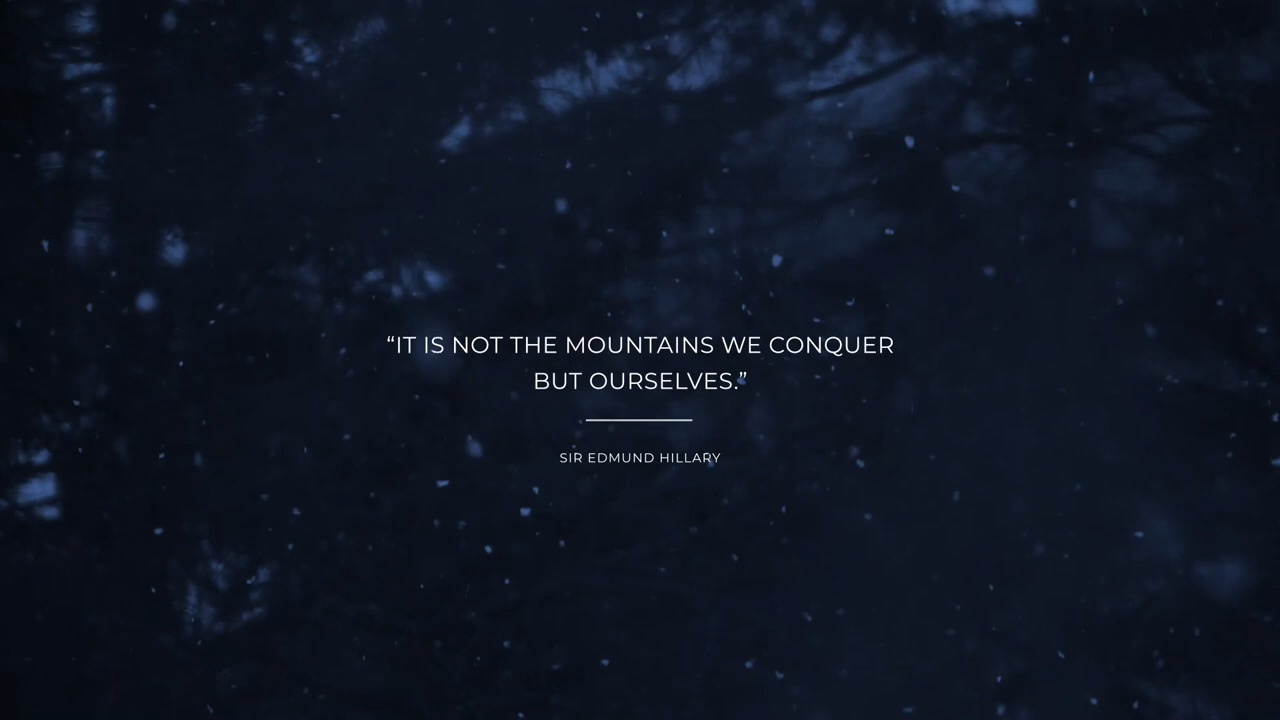 “IT IS NOT THE MOUNTAINS WE CONQUER
BUT OURSELVES.”
SIR EDMUND HILLARY